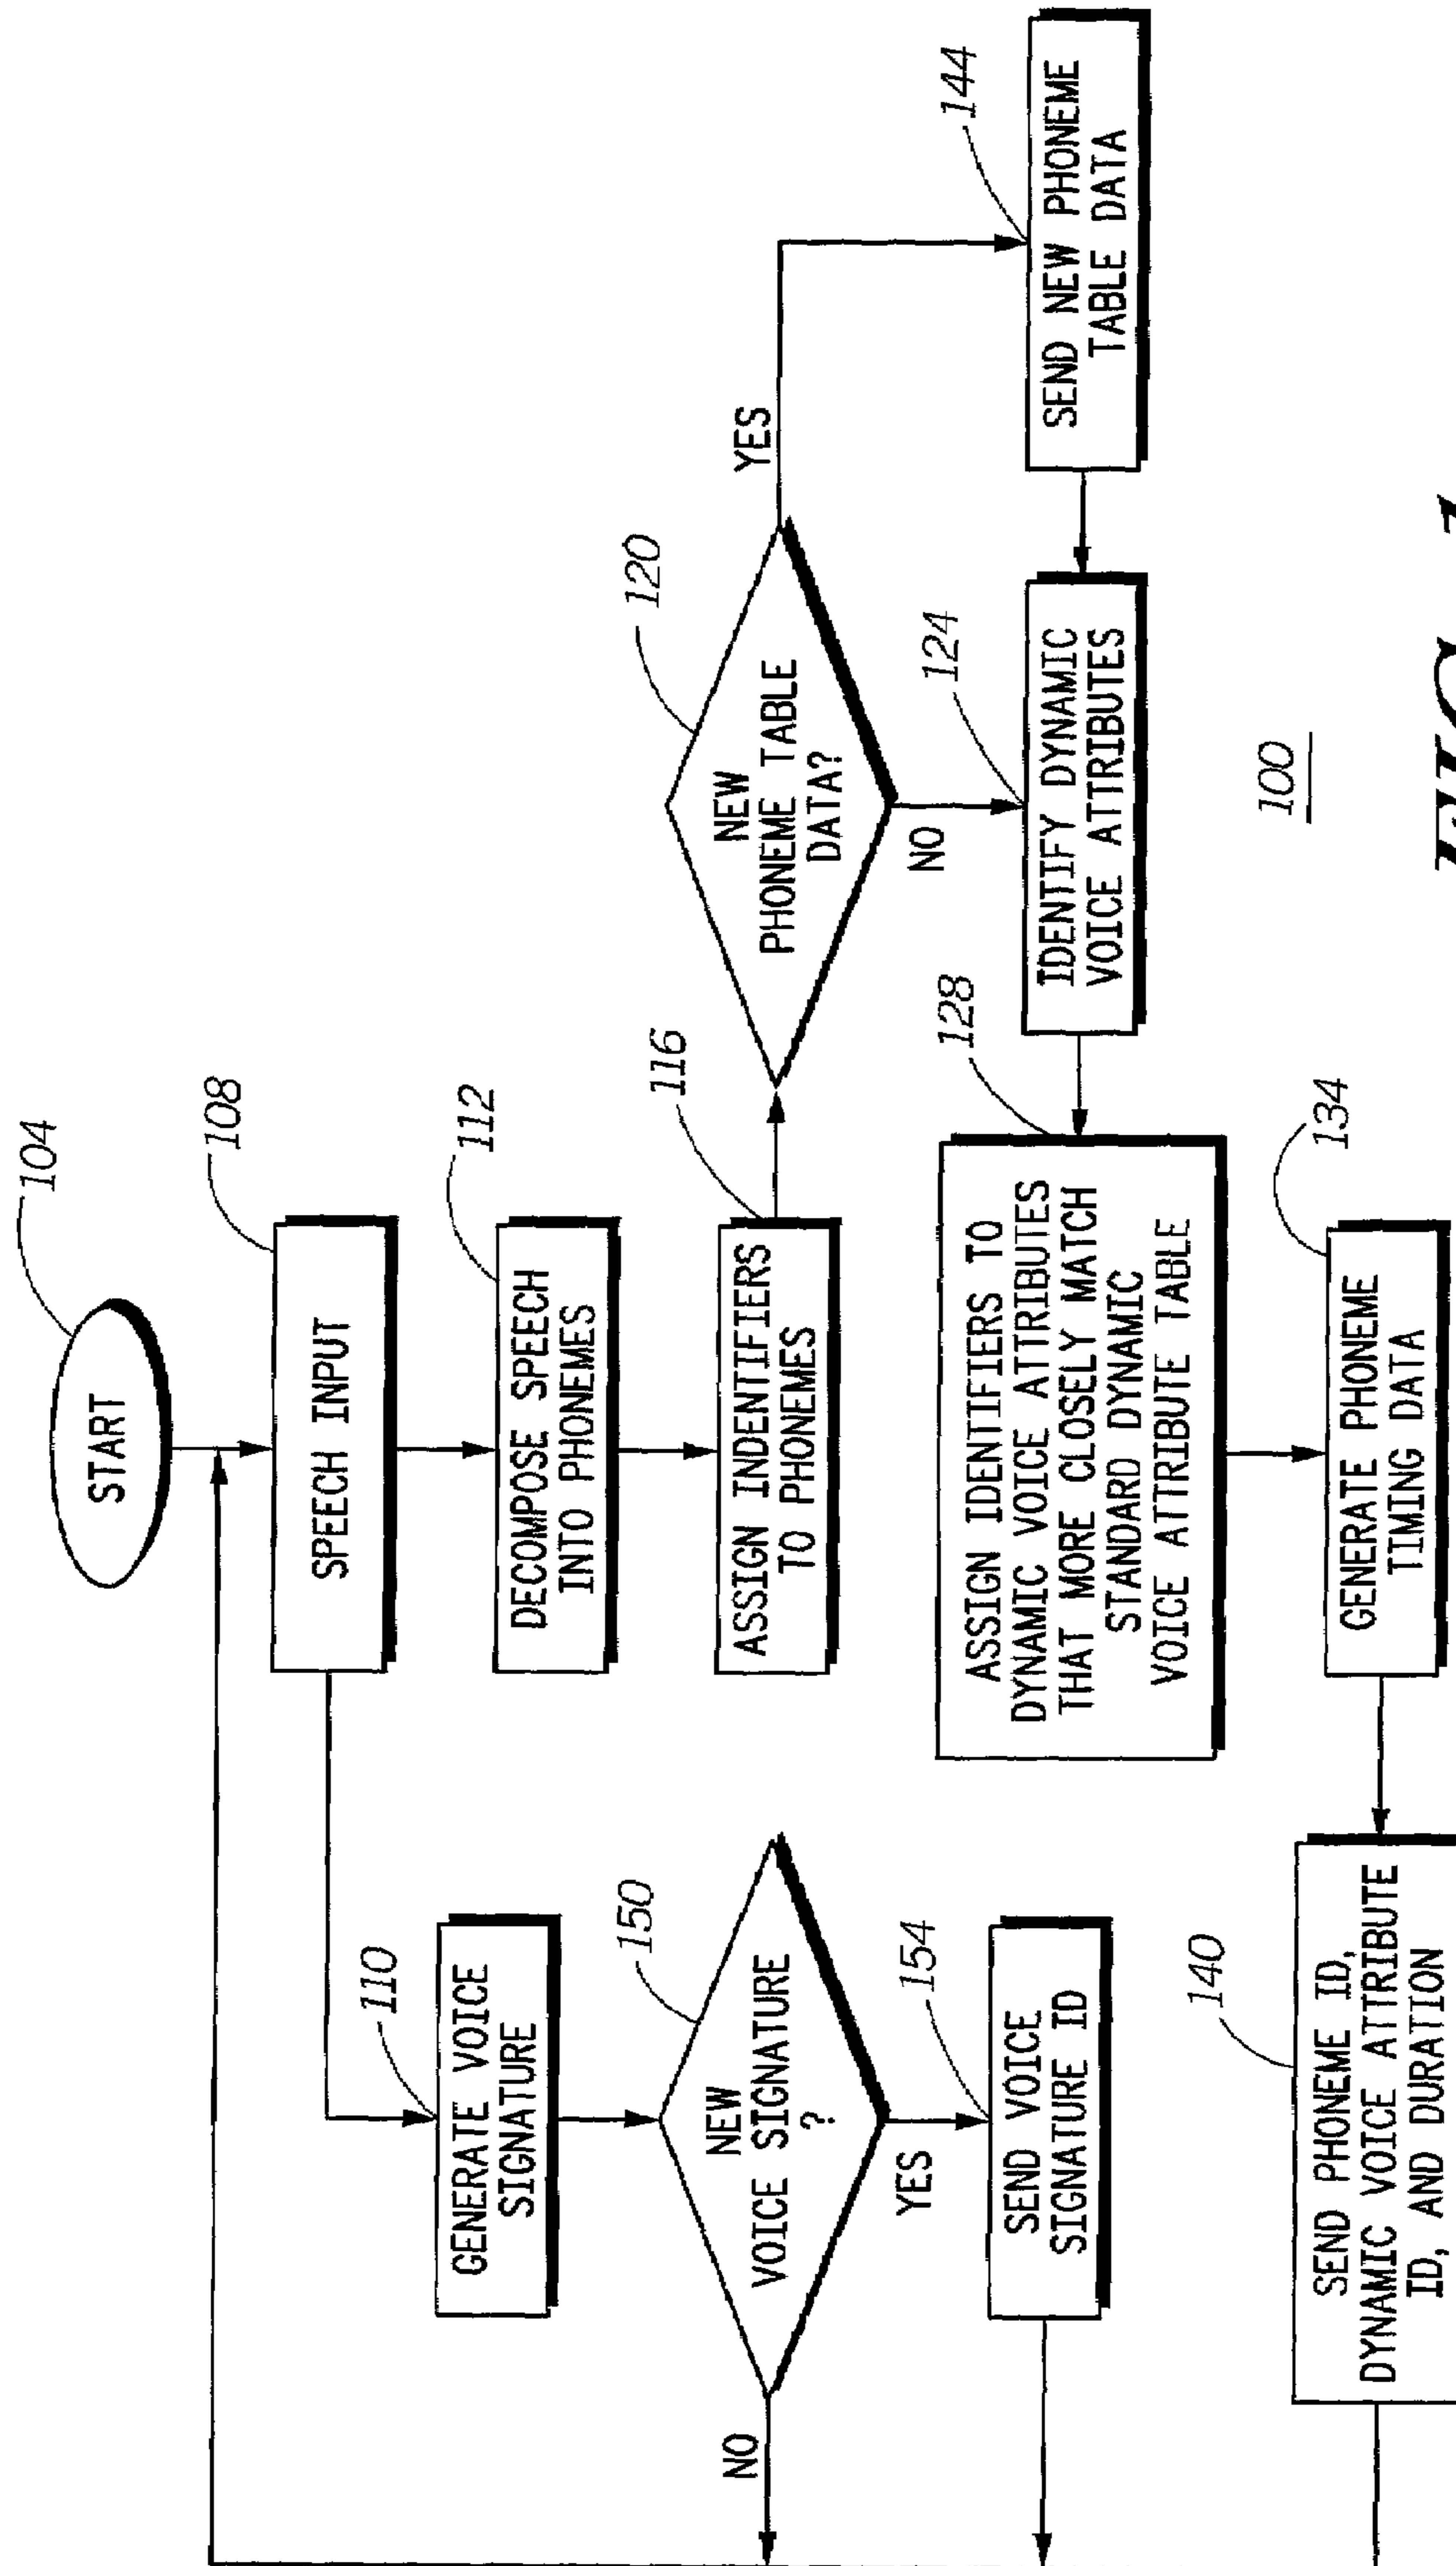 104
START
108
SPEECH INPUT
112
DECOMPOSE SPEECH
INTO PHONEMES
116
ASSIGN INDENTIFIERS
TO PHONEMES
120
NEW
PHONEME TABLE
DATA?
YES
NO
144
SEND NEW PHONEME
TABLE DATA
124
IDENTIFY DYNAMIC
VOICE ATTRIBUTES
128
ASSIGN IDENTIFIERS TO
DYNAMIC VOICE ATTRIBUTES
THAT MORE CLOSELY MATCH
STANDARD DYNAMIC
VOICE ATTRIBUTE TABLE
134
GENERATE PHONEME
TIMING DATA
140
SEND PHONEME ID,
DYNAMIC VOICE ATTRIBUTE
ID, AND DURATION
110
GENERATE VOICE
SIGNATURE
150
NEW
VOICE SIGNATURE
?
NO
YES
154
SEND VOICE
SIGNATURE ID
100